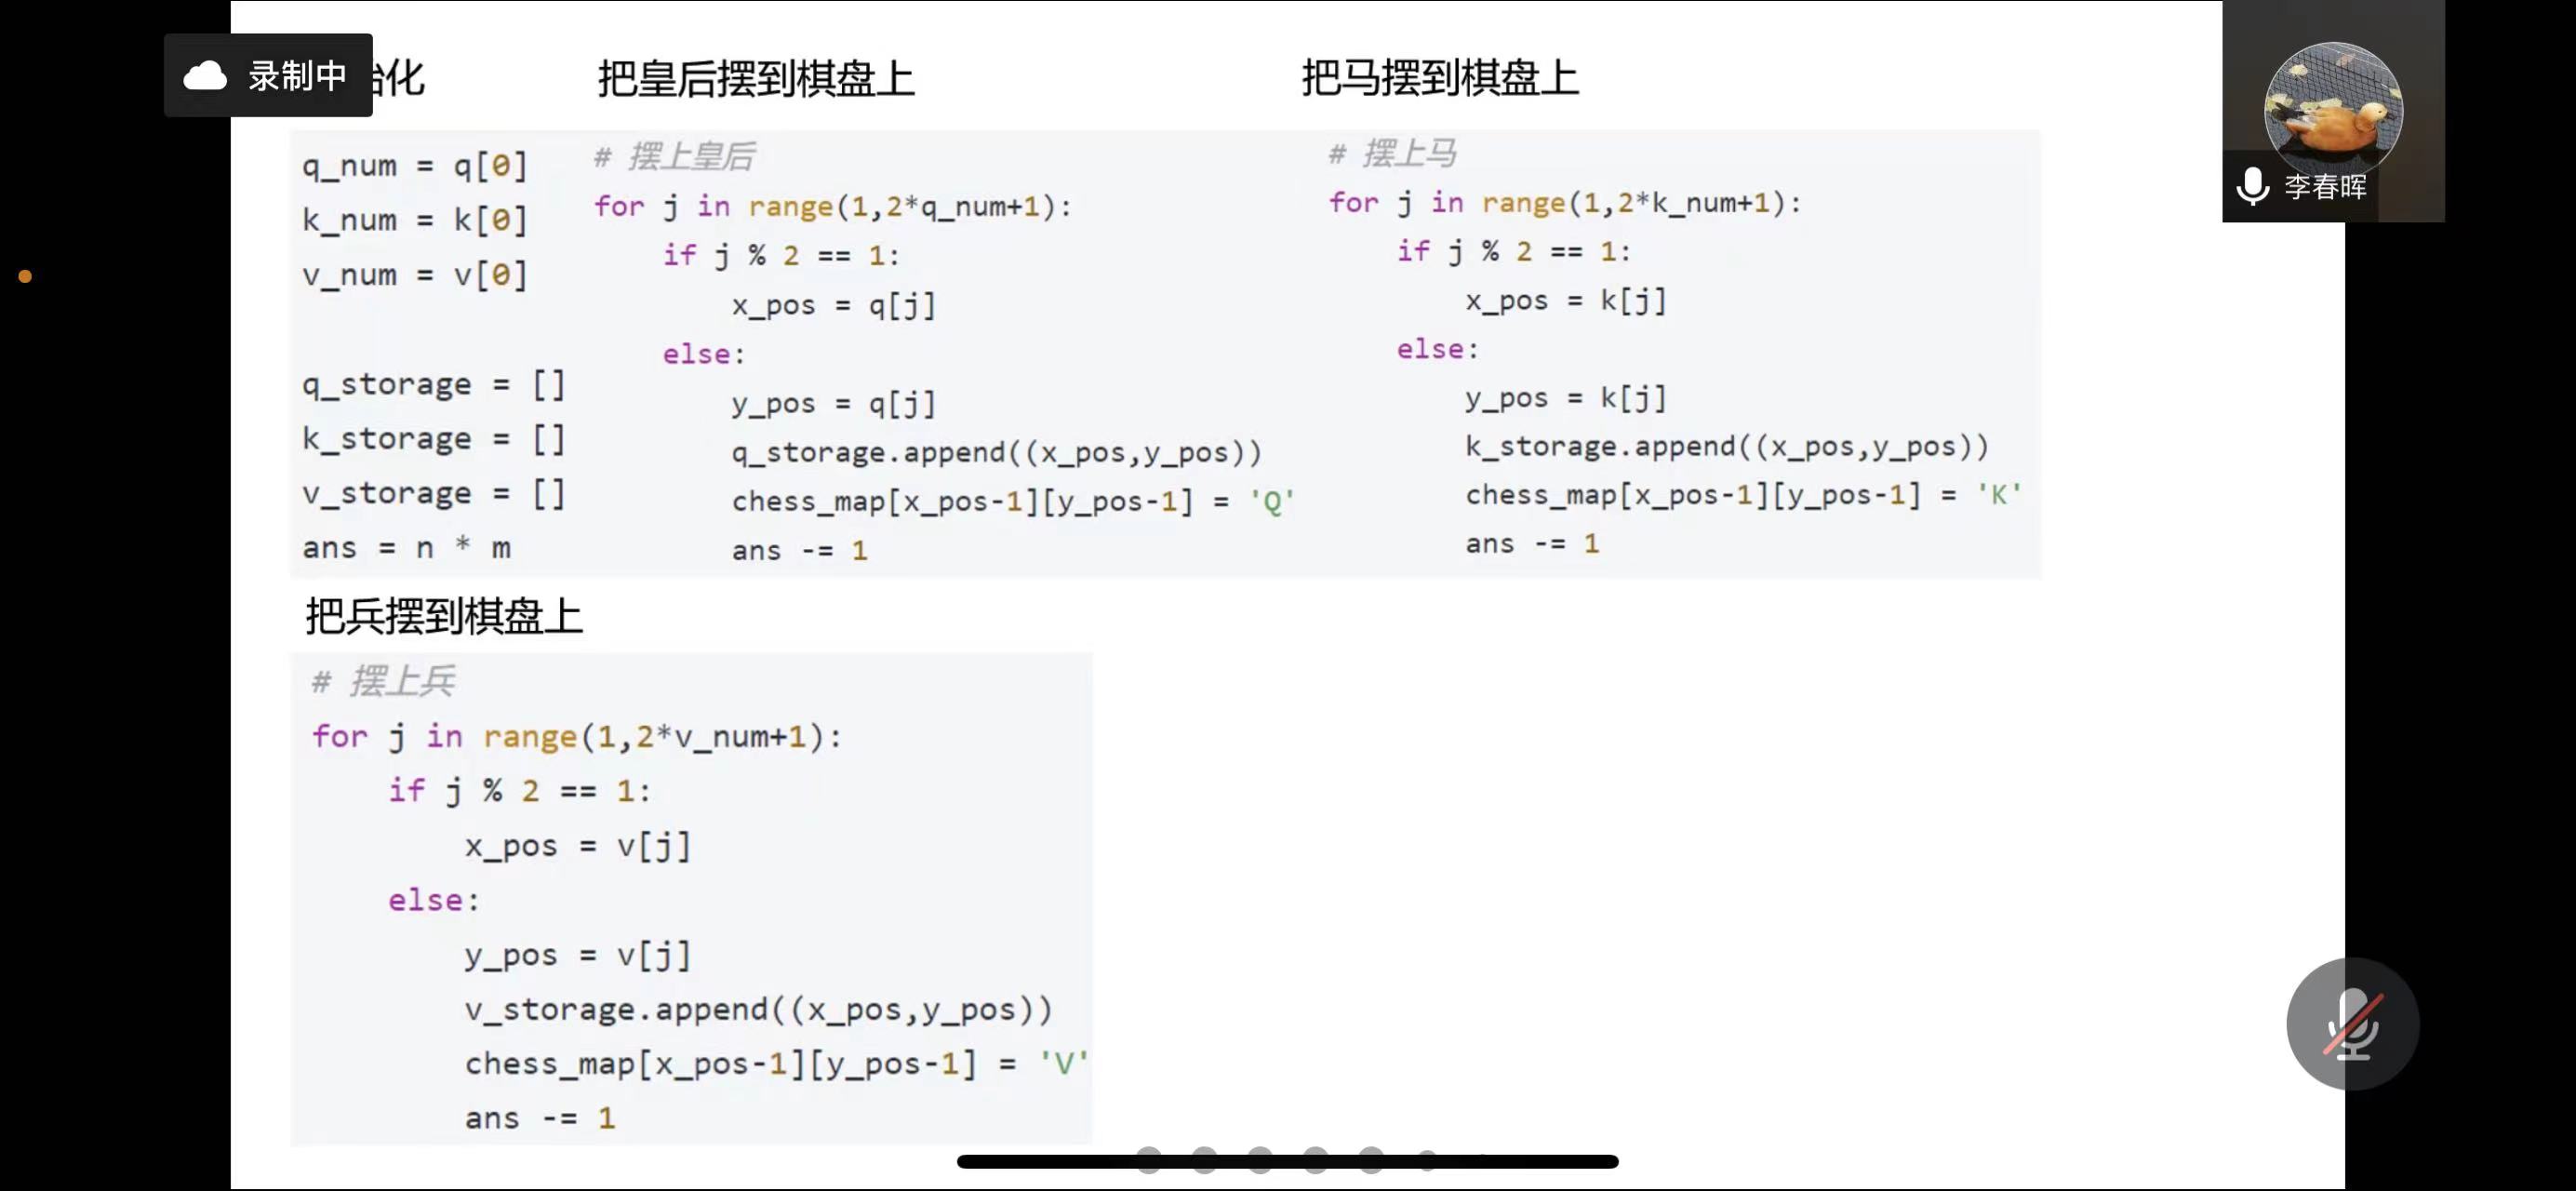 录制中
始化
把皇后摆到棋盘上
把马摆到棋盘上
李春晖
q_num = q[0]
k_num = k[0]
v_num = v[0]
q_storage = []
k_storage = []
v_storage = []
ans = n * m
# 摆上皇后
for j in range(1,2*q_num+1):
    if j % 2 == 1:
        x_pos = q[j]
    else:
        y_pos = q[j]
        q_storage.append((x_pos,y_pos))
        chess_map[x_pos-1][y_pos-1] = 'Q'
        ans -= 1
# 摆上马
for j in range(1,2*k_num+1):
    if j % 2 == 1:
        x_pos = k[j]
    else:
        y_pos = k[j]
        k_storage.append((x_pos,y_pos))
        chess_map[x_pos-1][y_pos-1] = 'K'
        ans -= 1
把兵摆到棋盘上
# 摆上兵
for j in range(1,2*v_num+1):
    if j % 2 == 1:
        x_pos = v[j]
    else:
        y_pos = v[j]
        v_storage.append((x_pos,y_pos))
        chess_map[x_pos-1][y_pos-1] = 'V'
        ans -= 1